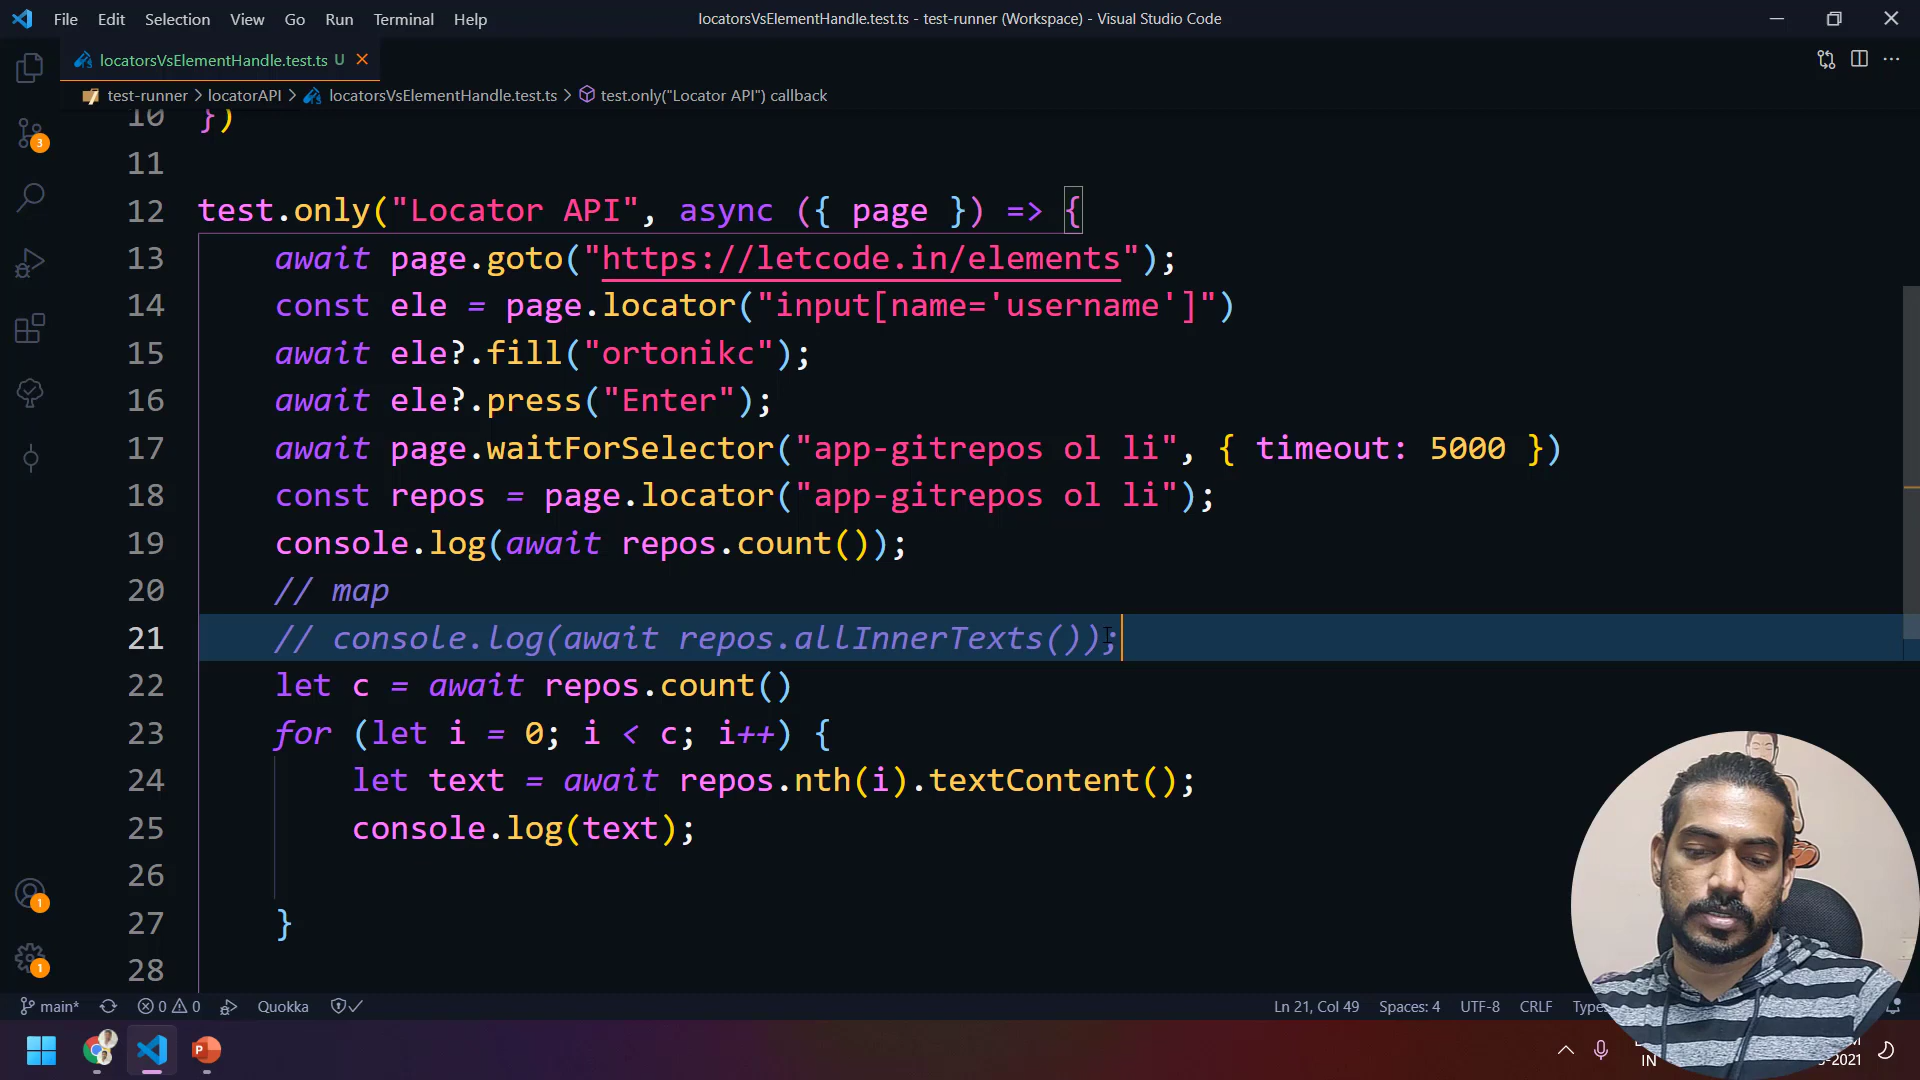 File Edit Selection View Go Run Terminal Help
locatorsVsElementHandle.test.ts - test-runner (Workspace) - Visual Studio Code
locatorsVsElementHandle.test.ts U
test-runner > locatorAPI > locatorsVsElementHandle.test.ts > test.only("Locator API") callback
10 })
11
12 test.only("Locator API", async ({ page }) => {
13 await page.goto("https://letcode.in/elements");
14 const ele = page.locator("input[name='username']")
15 await ele?.fill("ortonikc");
16 await ele?.press("Enter");
17 await page.waitForSelector("app-gitrepos ol li", { timeout: 5000 })
18 const repos = page.locator("app-gitrepos ol li");
19 console.log(await repos.count());
20 // map
21 // console.log(await repos.allInnerTexts());
22 let c = await repos.count()
23 for (let i = 0; i < c; i++) {
24 let text = await repos.nth(i).textContent();
25 console.log(text);
26
27 }
28
3
1
1
main* 0 0 Quokka
Ln 21, Col 49 Spaces: 4 UTF-8 CRLF
IN
-2021